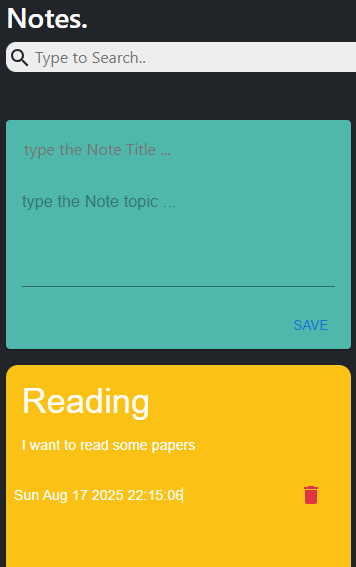 Notes.
Type to Search..
type the Note Title ...
type the Note topic ...
SAVE
Reading
I want to read some papers
Sun Aug 17 2025 22:15:06